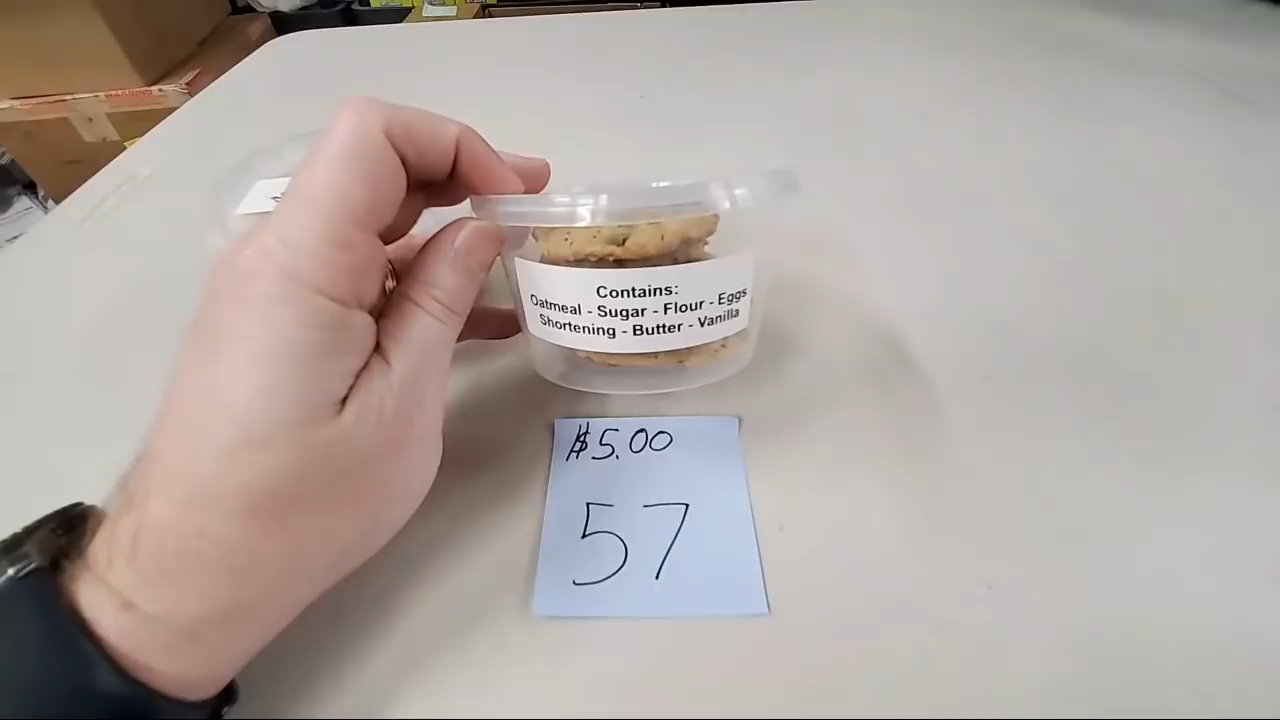 Contains:
Oatmeal - Sugar - Flour - Eggs
Shortening - Butter - Vanilla
$5.00
57